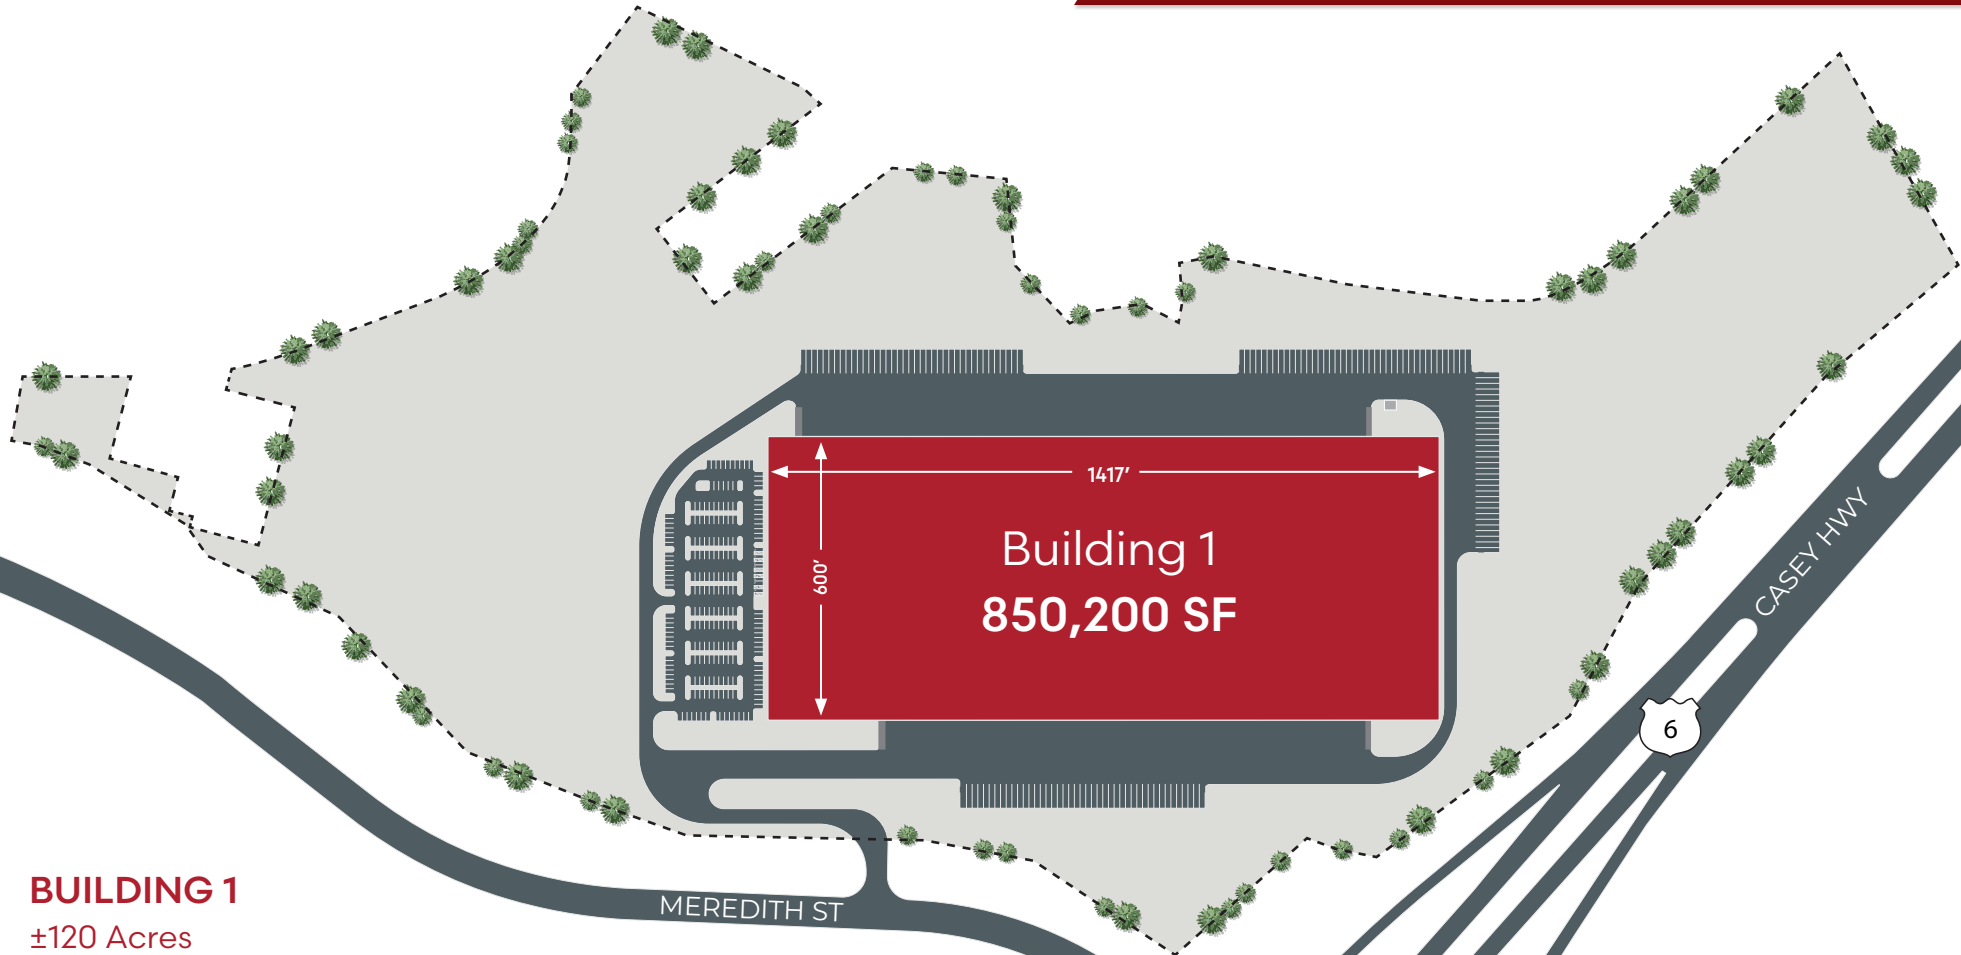 1417’
600’
Building 1
850,200 SF
CASEY HWY
6
MEREDITH ST
BUILDING 1
±120 Acres